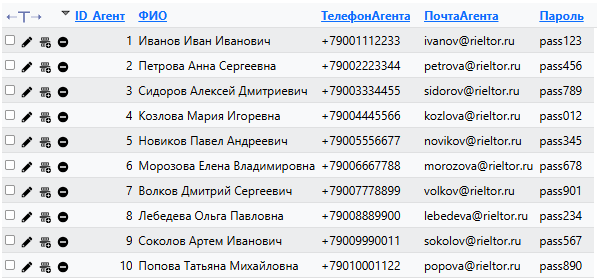 ←T→ ID_Агент ФИО ТелефонАгента ПочтаАгента Пароль
1 Иванов Иван Иванович +79001112233 ivanov@rieltor.ru pass123
2 Петрова Анна Сергеевна +79002223344 petrova@rieltor.ru pass456
3 Сидоров Алексей Дмитриевич +79003334455 sidorov@rieltor.ru pass789
4 Козлова Мария Игоревна +79004445566 kozlova@rieltor.ru pass012
5 Новиков Павел Андреевич +79005556677 novikov@rieltor.ru pass345
6 Морозова Елена Владимировна +79006667788 morozova@rieltor.ru pass678
7 Волков Дмитрий Сергеевич +79007778899 volkov@rieltor.ru pass901
8 Лебедева Ольга Павловна +79008889900 lebedeva@rieltor.ru pass234
9 Соколов Артем Иванович +79009990011 sokolov@rieltor.ru pass567
10 Попова Татьяна Михайловна +79010001122 popova@rieltor.ru pass890